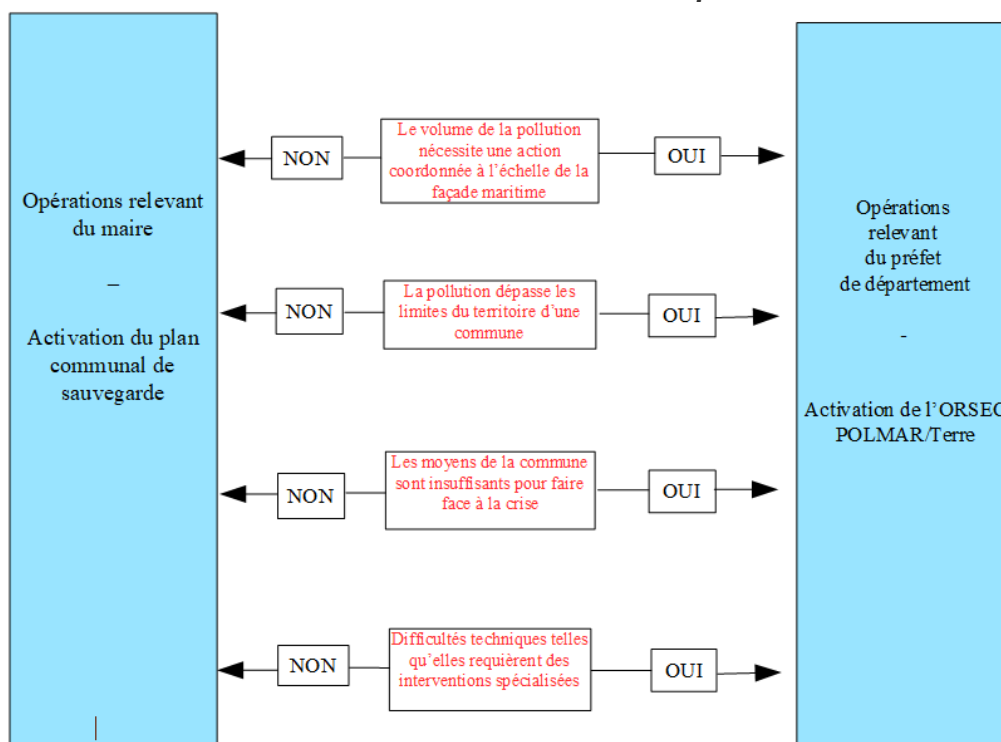 Opérations relevant
du maire
–
Activation du plan
communal de
sauvegarde
NON
Le volume de la pollution
nécessite une action
coordonnée à l'échelle de la
façade maritime
OUI
NON
La pollution dépasse les
limites du territoire d'une
commune
OUI
NON
Les moyens de la commune
sont insuffisants pour faire
face à la crise
OUI
NON
Difficultés techniques telles
qu'elles requièrent des
interventions spécialisées
OUI
Opérations
relevant
du préfet
de département
-
Activation de l'ORSEC
POLMAR/Terre